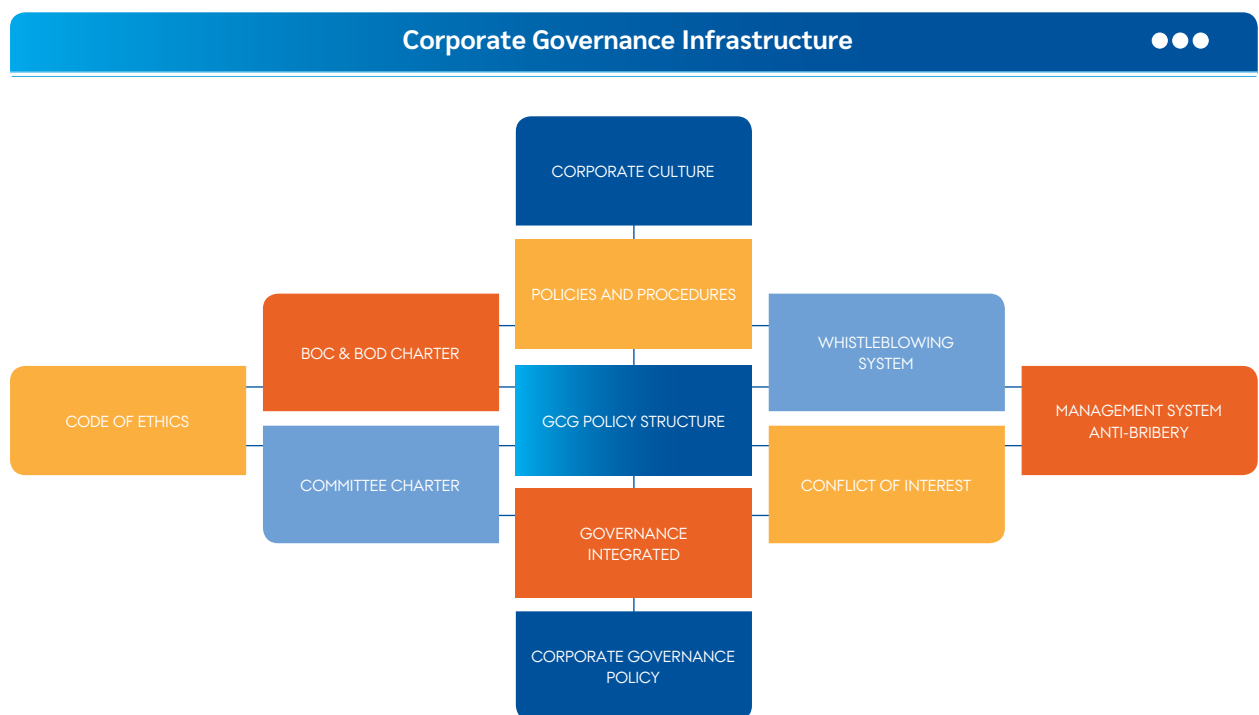 Corporate Governance Infrastructure
CORPORATE CULTURE
POLICIES AND PROCEDURES
BOC & BOD CHARTER
WHISTLEBLOWING
SYSTEM
CODE OF ETHICS
GCG POLICY STRUCTURE
MANAGEMENT SYSTEM
ANTI-BRIBERY
COMMITTEE CHARTER
CONFLICT OF INTEREST
GOVERNANCE
INTEGRATED
CORPORATE GOVERNANCE
POLICY